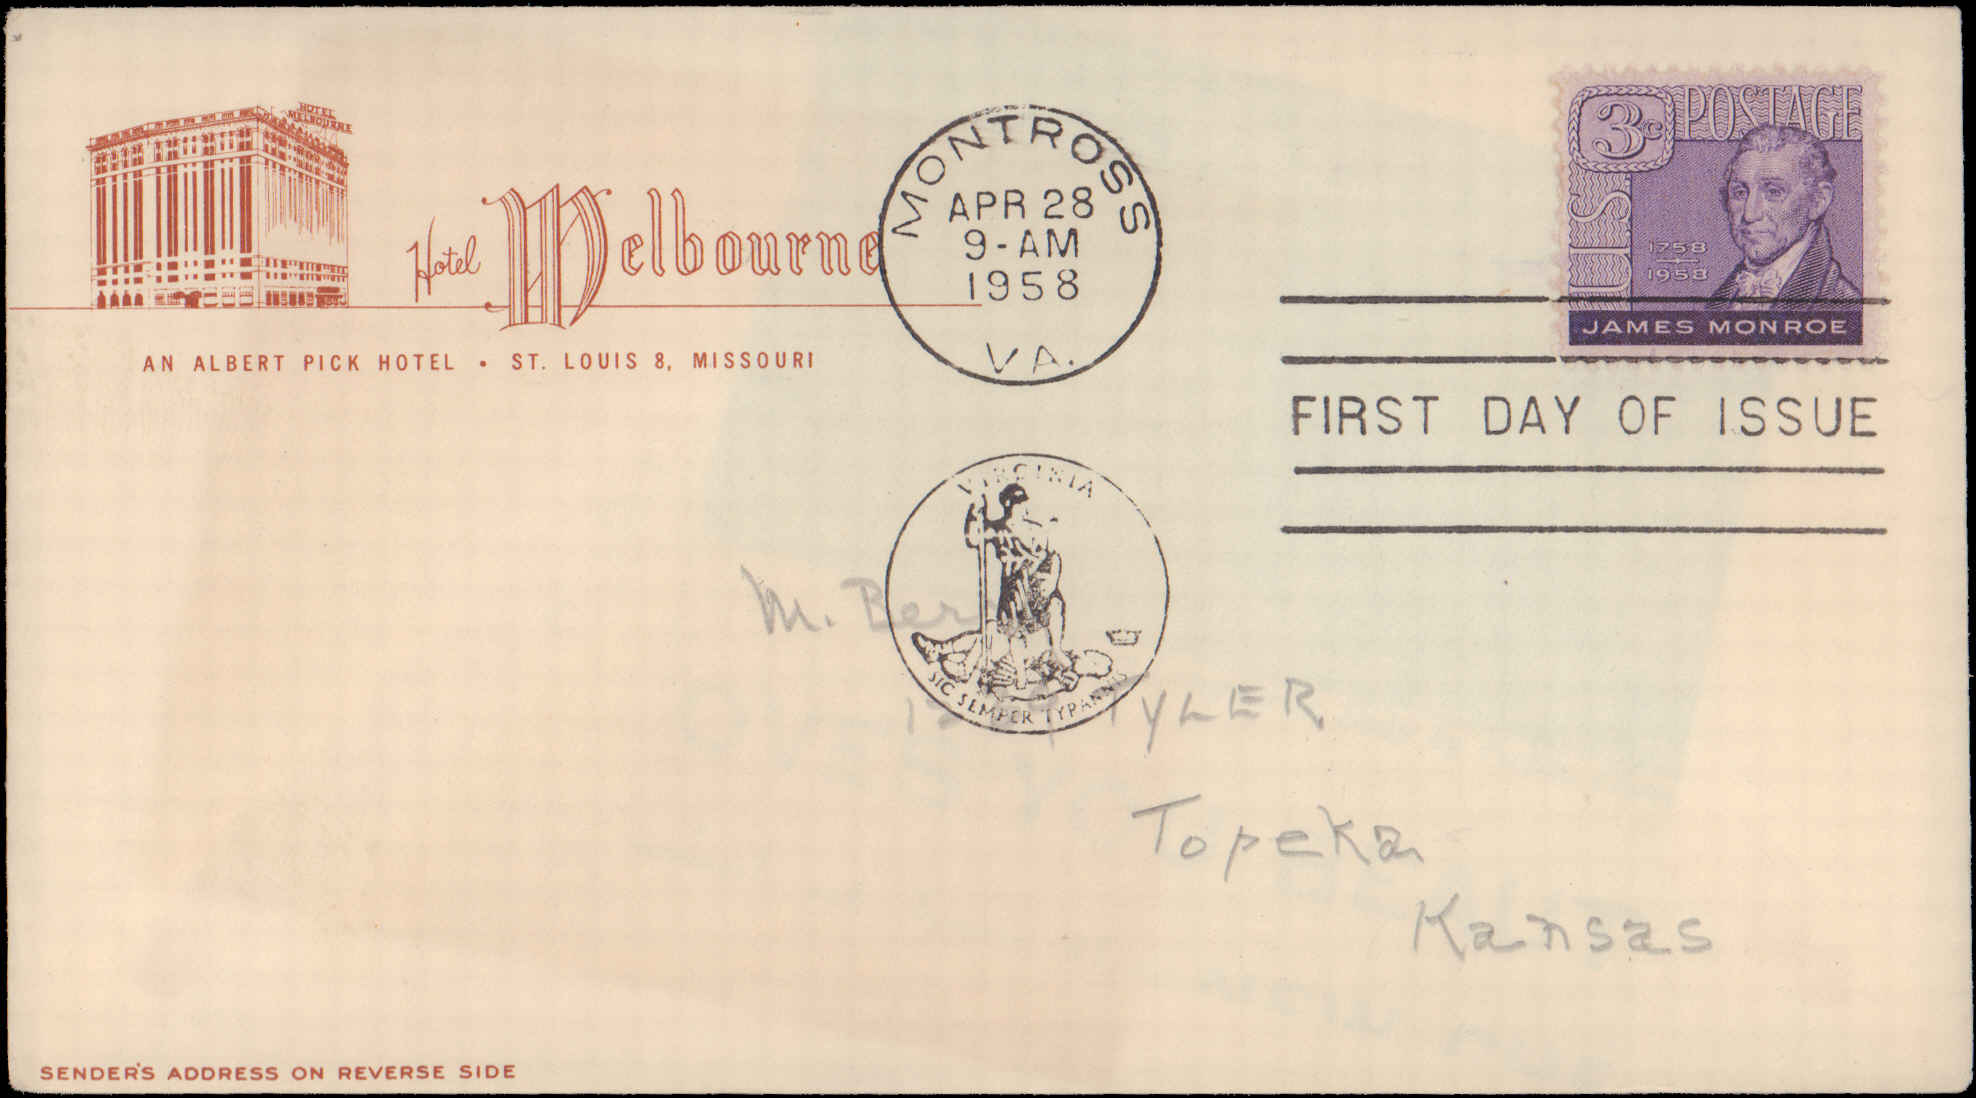 HOTEL
MELBOURNE
Hotel Melbourne
AN ALBERT PICK HOTEL • ST. LOUIS 8, MISSOURI
MONTROSS
APR 28
9-AM
1958
VA.
3c POSTAGE
U.S.
1758
1958
JAMES MONROE
FIRST DAY OF ISSUE
VIRGINIA
SIC SEMPER TYRANNIS
M.
TYLER
Topeka
Kansas
SENDER'S ADDRESS ON REVERSE SIDE